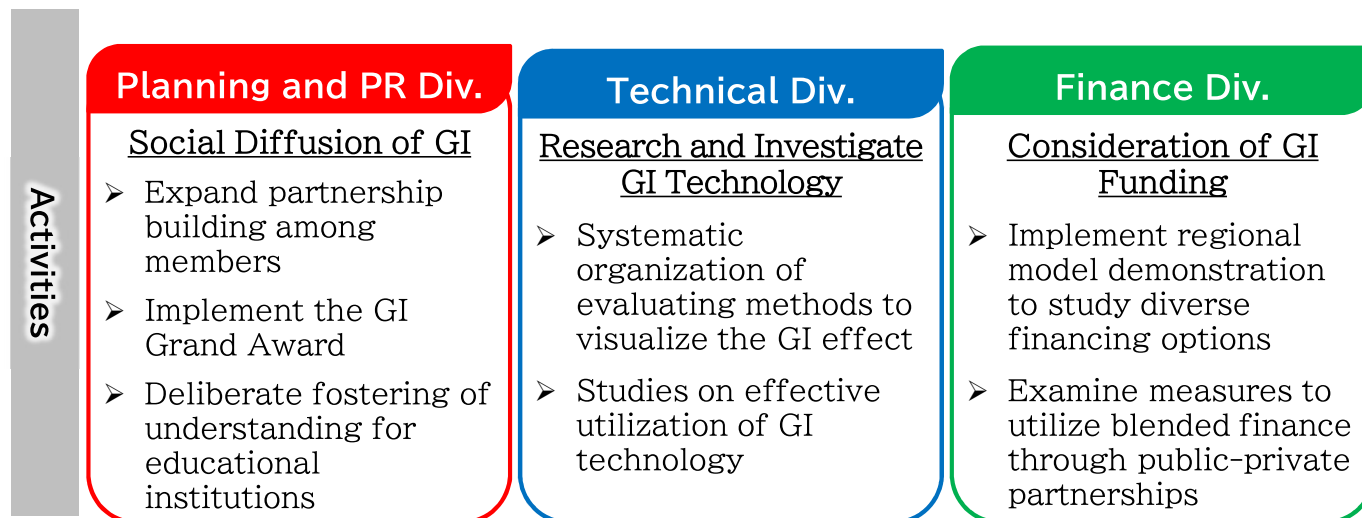 Activities
Planning and PR Div.
Social Diffusion of GI
➢ Expand partnership
building among
members
➢ Implement the GI
Grand Award
➢ Deliberate fostering of
understanding for
educational
institutions
Technical Div.
Research and Investigate
GI Technology
➢ Systematic
organization of
evaluating methods to
visualize the GI effect
➢ Studies on effective
utilization of GI
technology
Finance Div.
Consideration of GI
Funding
➢ Implement regional
model demonstration
to study diverse
financing options
➢ Examine measures to
utilize blended finance
through public-private
partnerships